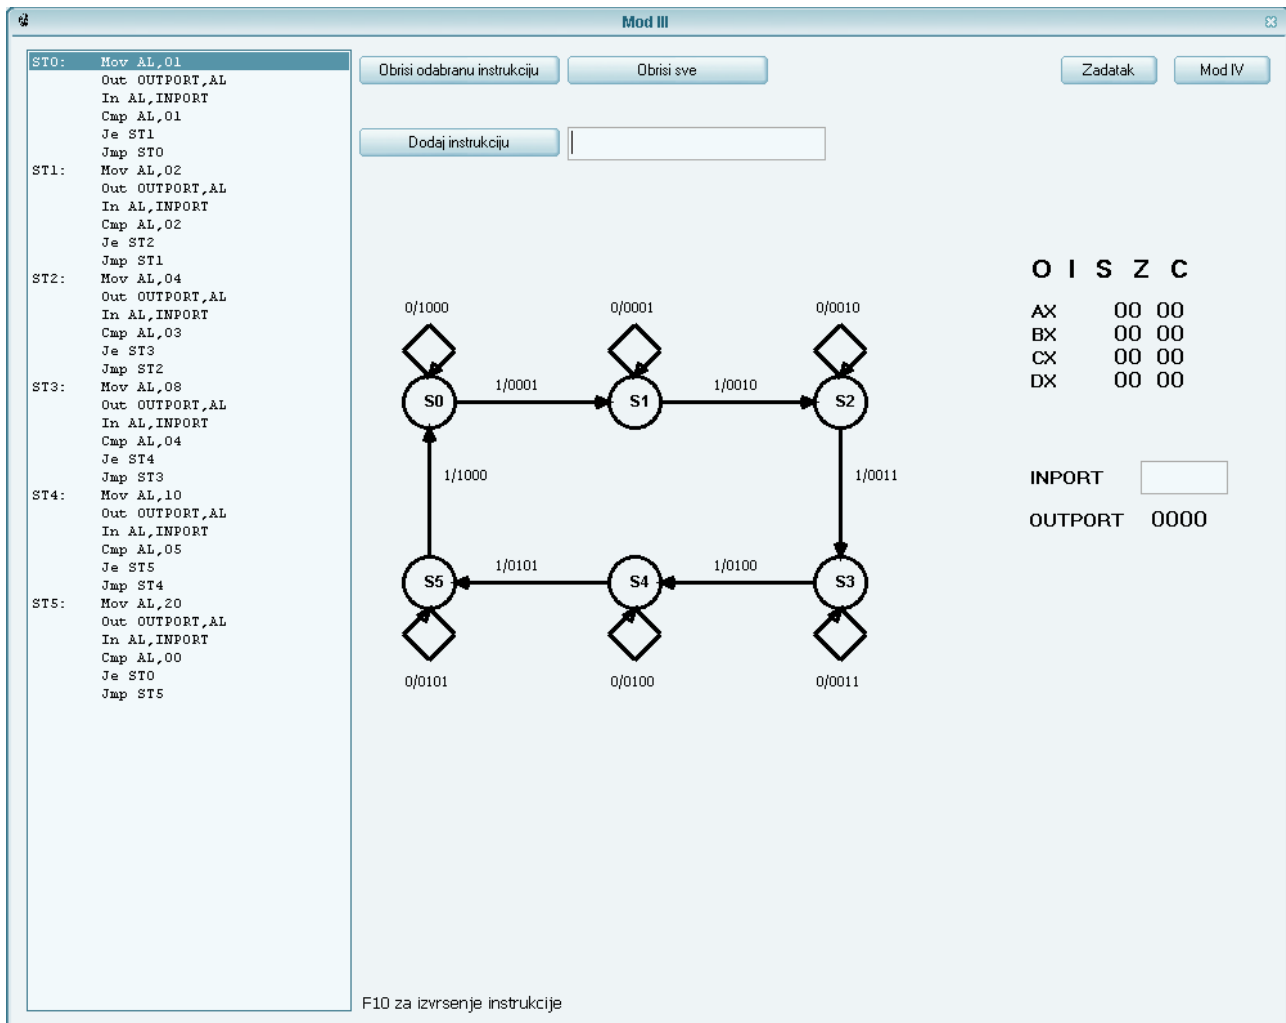 Mod III
ST0: Mov AL,01
Out OUTPORT,AL
In AL,INPORT
Cmp AL,01
Je ST1
Jmp ST0
ST1: Mov AL,02
Out OUTPORT,AL
In AL,INPORT
Cmp AL,02
Je ST2
Jmp ST1
ST2: Mov AL,04
Out OUTPORT,AL
In AL,INPORT
Cmp AL,03
Je ST3
Jmp ST2
ST3: Mov AL,08
Out OUTPORT,AL
In AL,INPORT
Cmp AL,04
Je ST4
Jmp ST3
ST4: Mov AL,10
Out OUTPORT,AL
In AL,INPORT
Cmp AL,05
Je ST5
Jmp ST4
ST5: Mov AL,20
Out OUTPORT,AL
In AL,INPORT
Cmp AL,00
Je ST0
Jmp ST5
Obrisi odabranu instrukciju
Obrisi sve
Zadatak
Mod IV
Dodaj instrukciju
0/1000 0/0001 0/0010
S0 1/0001 S1 1/0010 S2
1/1000 1/0011
S5 1/0101 S4 1/0100 S3
0/0101 0/0100 0/0011
O I S Z C
AX 00 00
BX 00 00
CX 00 00
DX 00 00
INPORT
OUTPORT 0000
F10 za izvrsenje instrukcije